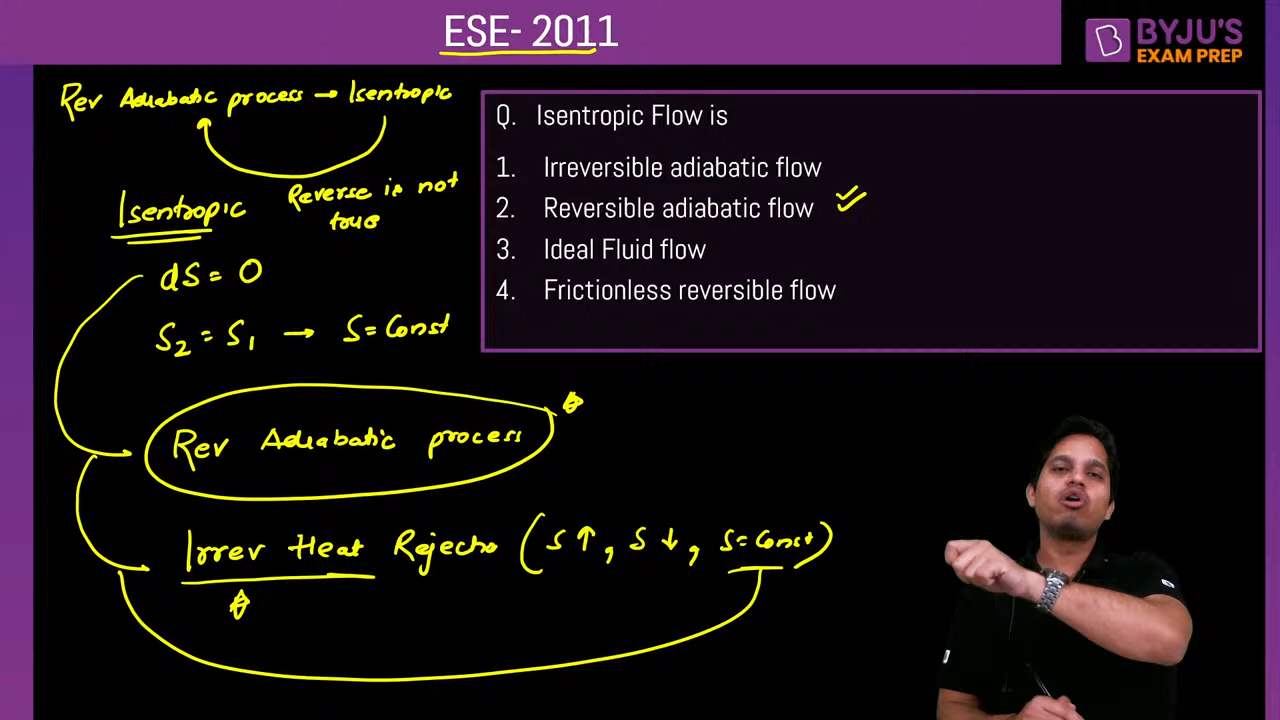 ESE- 2011
BYJU'S
EXAM PREP
Rev Adiabatic process → Isentropic
Reverse is not
true
Isentropic
dS = 0
S2 = S1 → S = Const
Rev Adiabatic process
Irrev Heat Rejectn (S ↑, S ↓, S = Const)
Q. Isentropic Flow is
1. Irreversible adiabatic flow
2. Reversible adiabatic flow
3. Ideal Fluid flow
4. Frictionless reversible flow